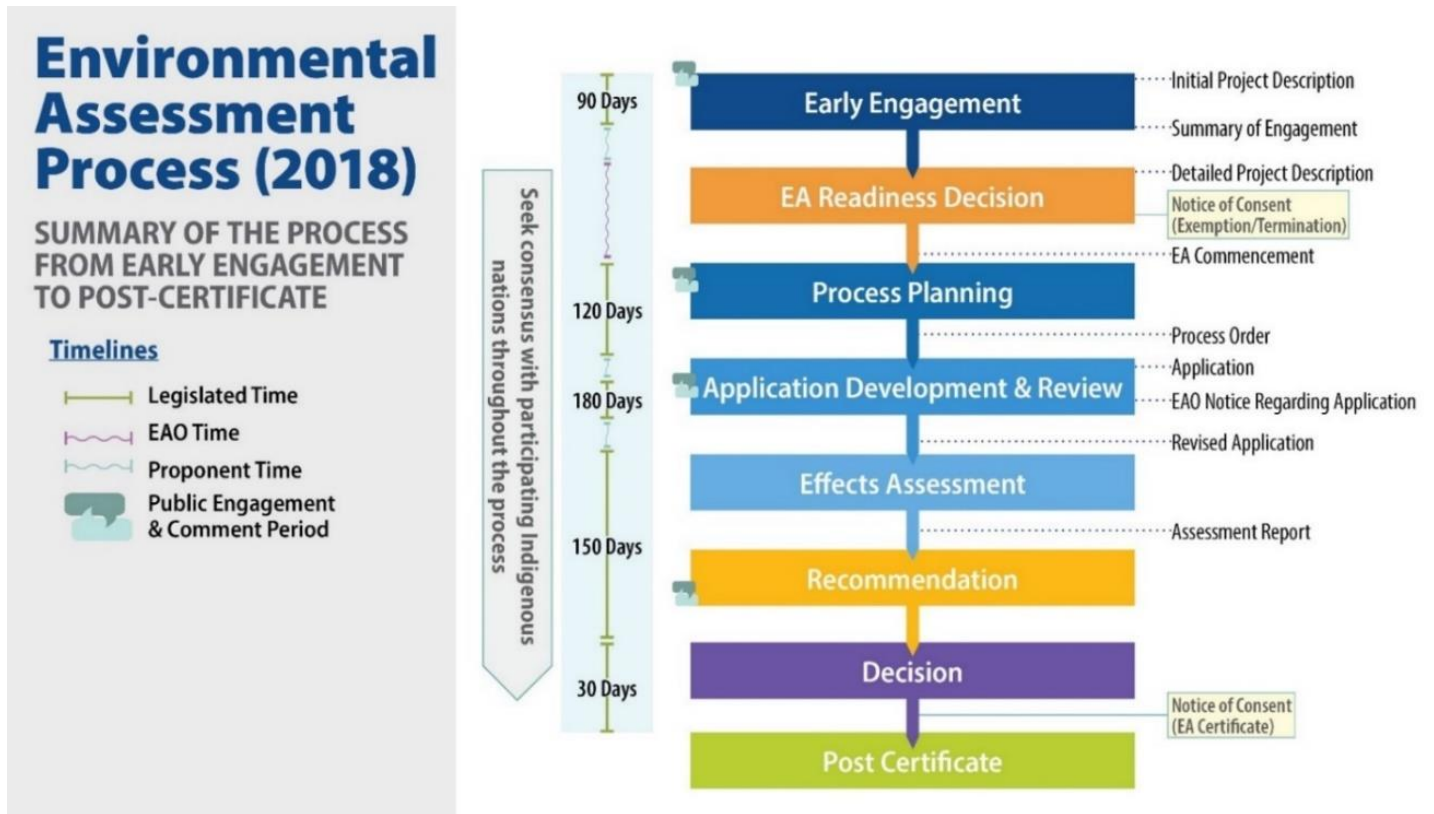 Environmental
Assessment
Process (2018)
SUMMARY OF THE PROCESS
FROM EARLY ENGAGEMENT
TO POST-CERTIFICATE
Timelines
Legislated Time
EAO Time
Proponent Time
Public Engagement
& Comment Period
Seek consensus with participating Indigenous
nations throughout the process
90 Days
120 Days
180 Days
150 Days
30 Days
Early Engagement
Initial Project Description
Summary of Engagement
EA Readiness Decision
Detailed Project Description
Notice of Consent
(Exemption/Termination)
EA Commencement
Process Planning
Process Order
Application Development & Review
Application
EAO Notice Regarding Application
Revised Application
Effects Assessment
Assessment Report
Recommendation
Decision
Notice of Consent
(EA Certificate)
Post Certificate